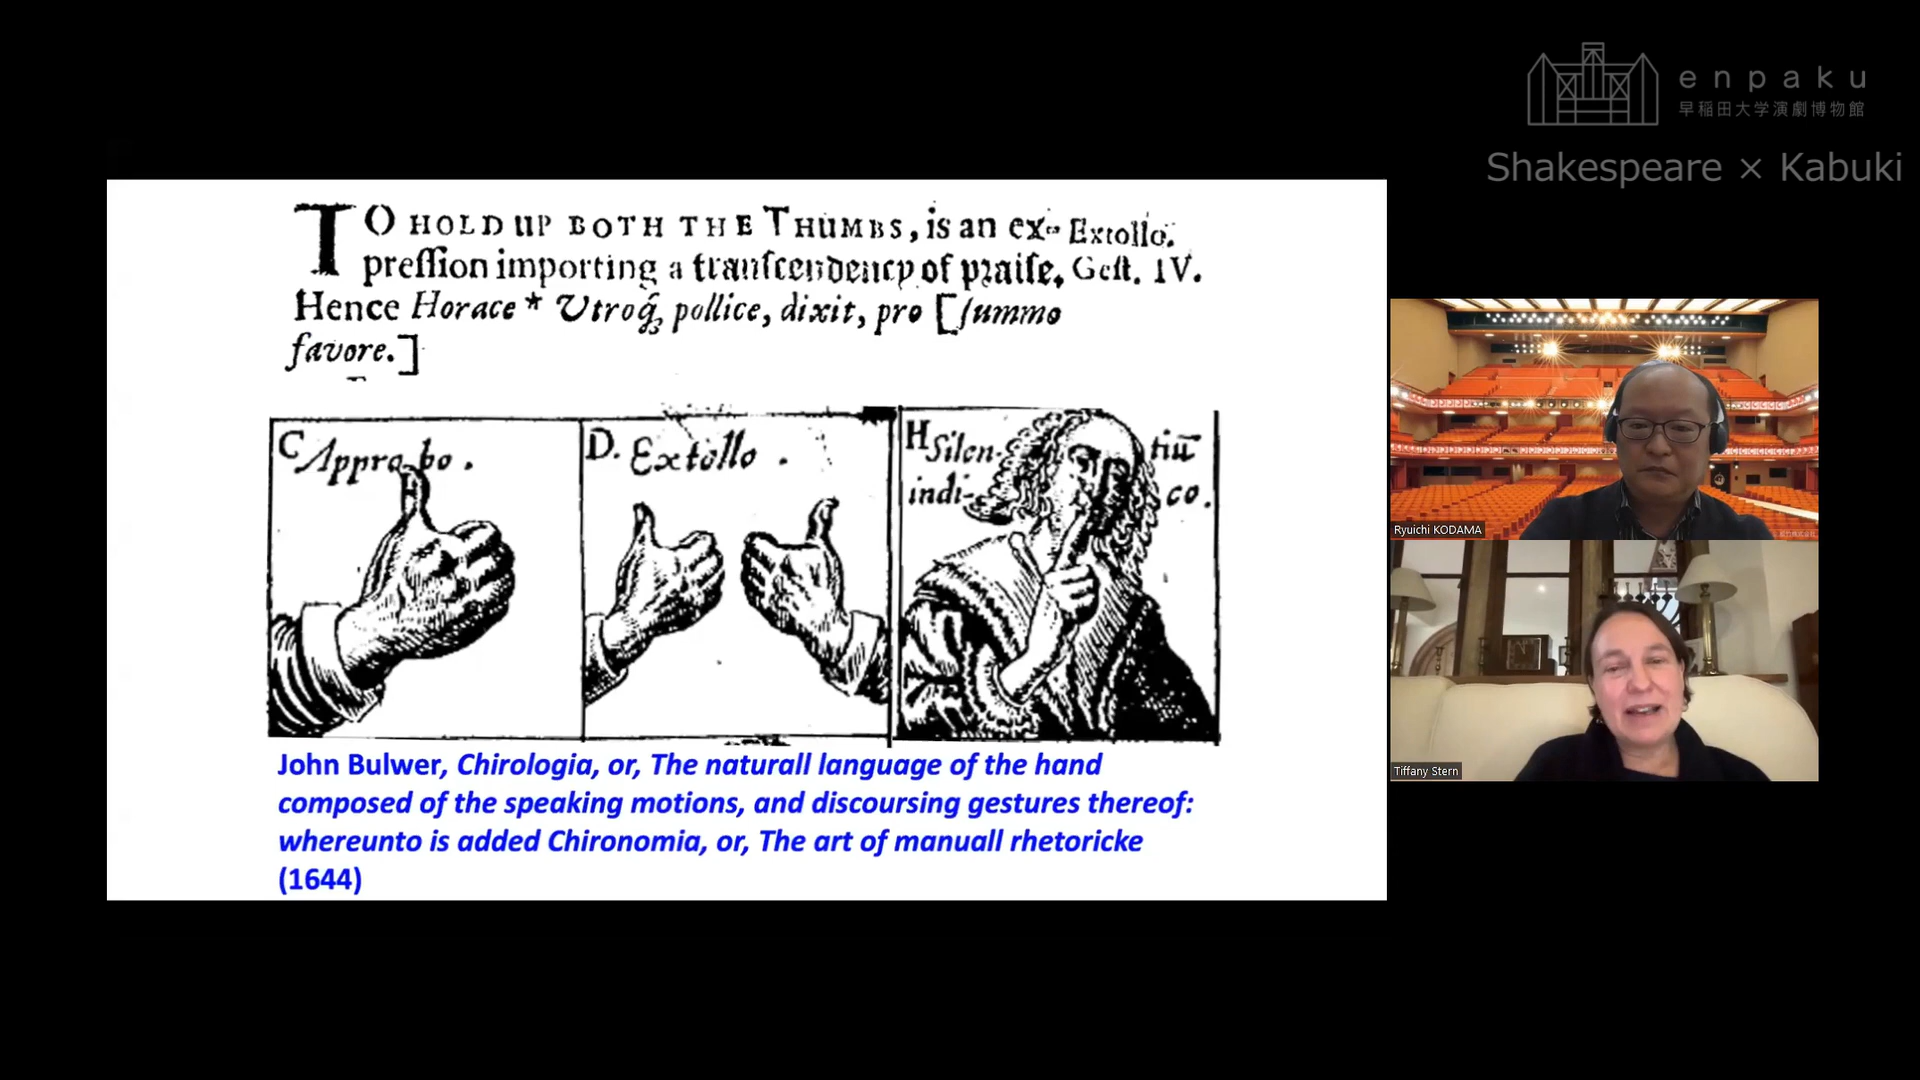 enpaku
早稲田大学演劇博物館
Shakespeare × Kabuki
TO HOLD UP BOTH THE THUMBS, is an ex- Extollo.
preſſion importing a tranſcendency of praiſe, Geſt. IV.
Hence Horace * Utroq́ꝫ pollice, dixit, pro [ſummo
favore.]
C Approbo.
D. Extollo.
H Silen- tiū
indi- co.
John Bulwer, Chirologia, or, The naturall language of the hand
composed of the speaking motions, and discoursing gestures thereof:
whereunto is added Chironomia, or, The art of manuall rhetoricke
(1644)
Ryuichi KODAMA
Tiffany Stern